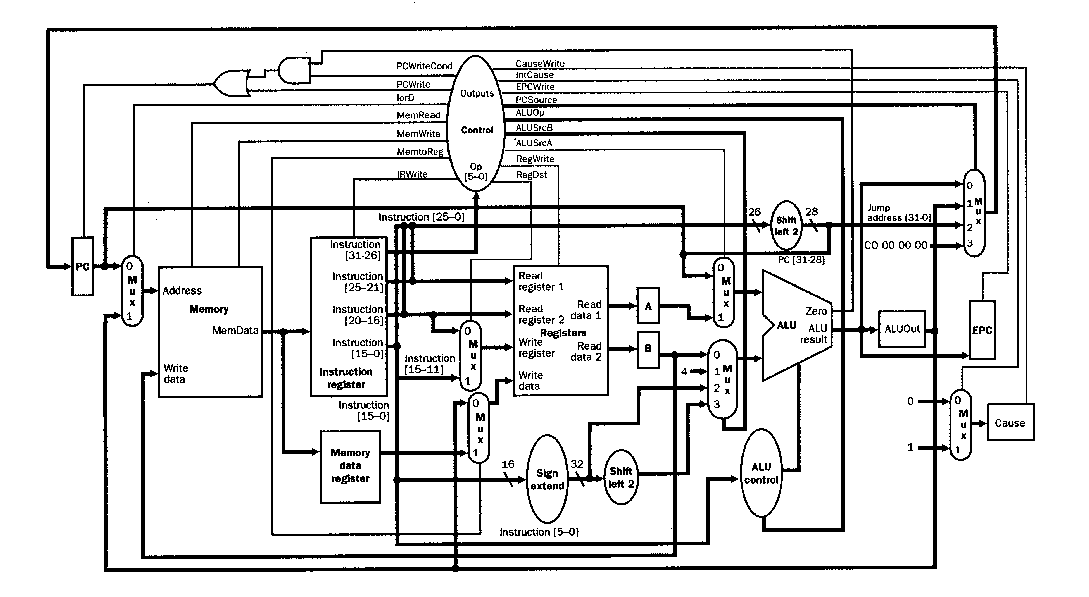 PCWriteCond
PCWrite
IorD
MemRead
MemWrite
MemtoReg
IRWrite
Outputs
Control
Op
[5–0]
CauseWrite
IntCause
EPCWrite
PCSource
ALUOp
ALUSrcB
ALUSrcA
RegWrite
RegDst
Instruction [25–0]
26
Shift
left 2
28
Jump
address [31-0]
CO 00 00 00
PC [31-28]
0
1
2
3
M
u
x
PC
0
M
u
x
1
Address
Memory
MemData
Write
data
Instruction
[31-26]
Instruction
[25–21]
Instruction
[20–16]
Instruction
[15–0]
Instruction
register
Instruction
[15–11]
Instruction
[15–0]
Memory
data
register
0
M
u
x
1
0
M
u
x
1
Read
register 1
Read
register 2
Registers
Write
register
Write
data
Read
data 1
Read
data 2
A
B
0
M
u
x
1
4
0
1
2
3
M
u
x
Zero
ALU
ALU
result
ALUOut
EPC
0
1
0
M
u
x
1
Cause
16
Sign
extend
32
Shift
left 2
ALU
control
Instruction [5–0]